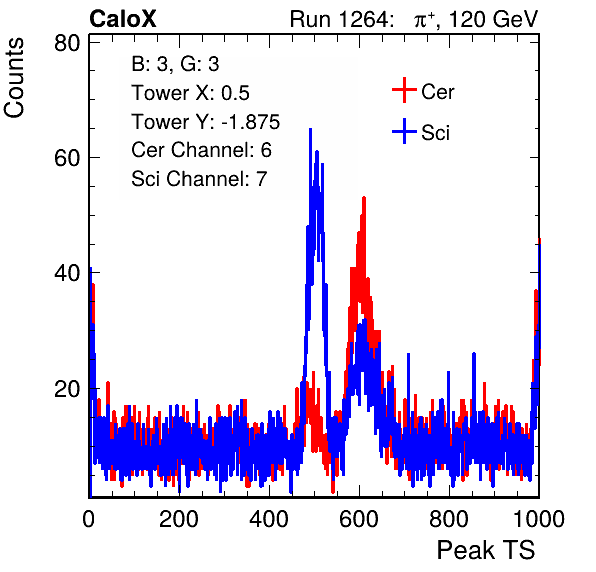 CaloX
Run 1264: π⁺, 120 GeV
Counts
B: 3, G: 3
Tower X: 0.5
Tower Y: -1.875
Cer Channel: 6
Sci Channel: 7
Cer
Sci
80
60
40
20
0 200 400 600 800 1000
Peak TS